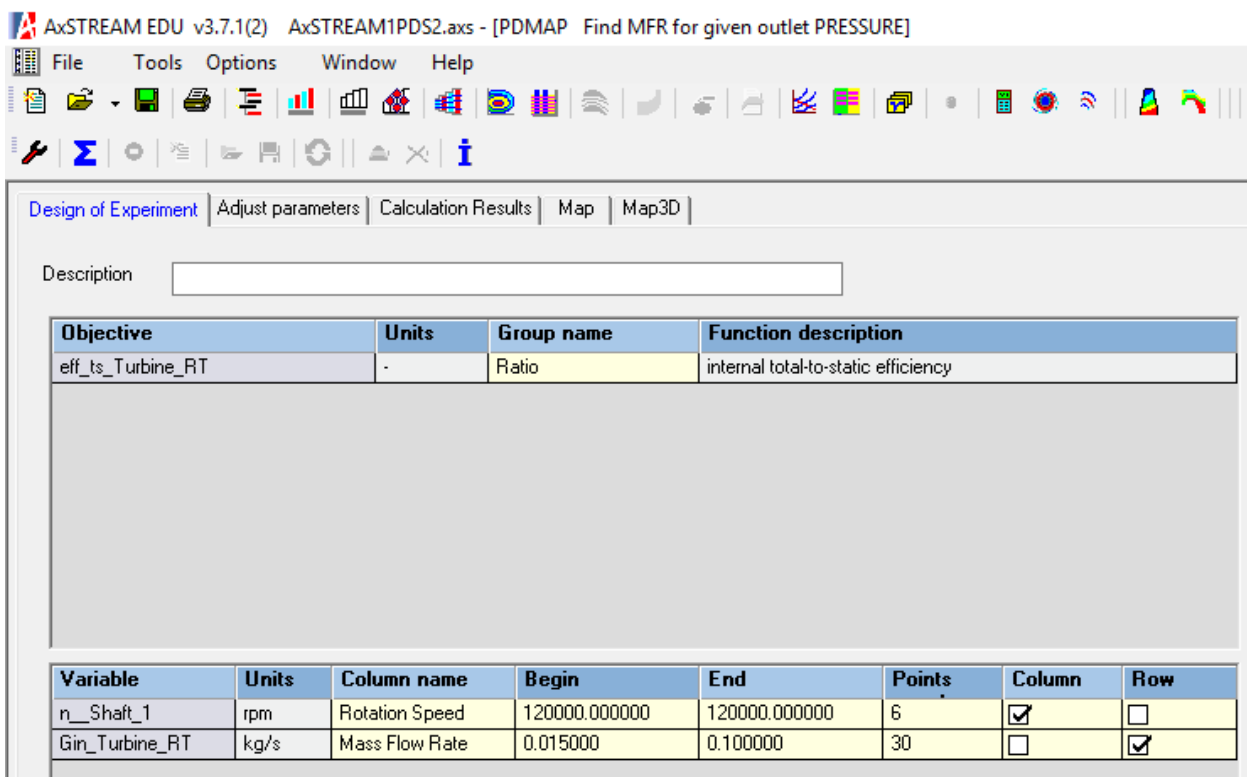 AxSTREAM EDU v3.7.1(2) AxSTREAM1PDS2.axs - [PDMAP Find MFR for given outlet PRESSURE]
File Tools Options Window Help
Design of Experiment Adjust parameters Calculation Results Map Map3D
Description
Objective Units Group name Function description
eff_ts_Turbine_RT - Ratio internal total-to-static efficiency
Variable Units Column name Begin End Points Column Row
n__Shaft_1 rpm Rotation Speed 120000.000000 120000.000000 6
Gin_Turbine_RT kg/s Mass Flow Rate 0.015000 0.100000 30